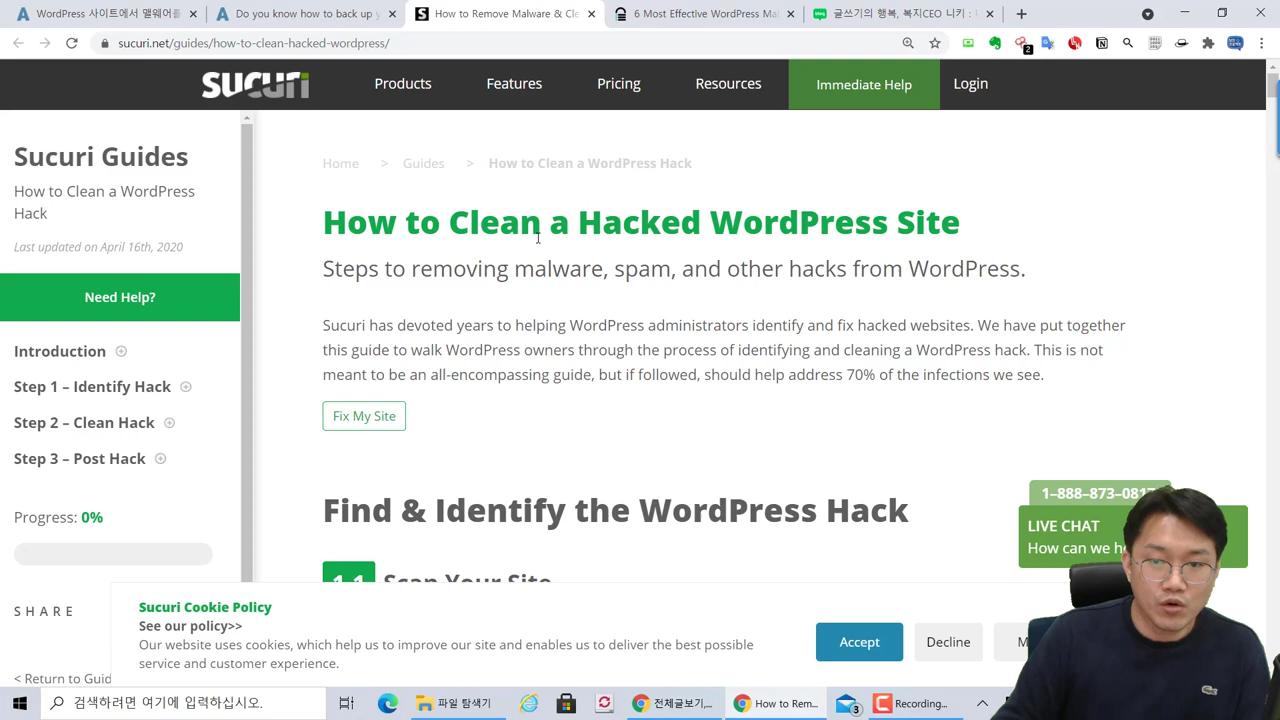 WordPress 사이트에서 맬웨어를
Do you know how to back up y
How to Remove Malware & Cle
6 Most Effective WordPress Mal
글쓰기의 행복, 복지CEO 니키 : 
sucuri.net/guides/how-to-clean-hacked-wordpress/
2
sucuri
Products
Features
Pricing
Resources
Immediate Help
Login
Sucuri Guides
How to Clean a WordPress
Hack
Last updated on April 16th, 2020
Need Help?
Introduction
Step 1 – Identify Hack
Step 2 – Clean Hack
Step 3 – Post Hack
Progress: 0%
SHARE
< Return to Guid
Home > Guides > How to Clean a WordPress Hack
How to Clean a Hacked WordPress Site
Steps to removing malware, spam, and other hacks from WordPress.
Sucuri has devoted years to helping WordPress administrators identify and fix hacked websites. We have put together
this guide to walk WordPress owners through the process of identifying and cleaning a WordPress hack. This is not
meant to be an all-encompassing guide, but if followed, should help address 70% of the infections we see.
Fix My Site
Find & Identify the WordPress Hack
1.1 Scan Your Site
1–888–873–0817
LIVE CHAT
How can we he
Sucuri Cookie Policy
See our policy>>
Our website uses cookies, which help us to improve our site and enables us to deliver the best possible
service and customer experience.
Accept
Decline
M
검색하려면 여기에 입력하십시오.
파일 탐색기
전체글보기...
How to Rem...
3
Recording...